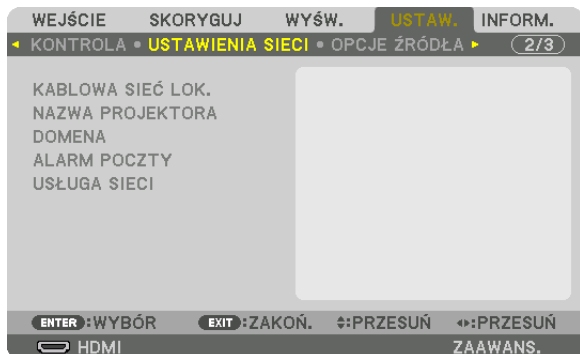 WEJŚCIE SKORYGUJ WYŚW. USTAW. INFORM.
KONTROLA • USTAWIENIA SIECI • OPCJE ŹRÓDŁA 2/3
KABLOWA SIEĆ LOK.
NAZWA PROJEKTORA
DOMENA
ALARM POCZTY
USŁUGA SIECI
ENTER :WYBÓR EXIT :ZAKOŃ. :PRZESUŃ :PRZESUŃ
HDMI ZAAWANS.